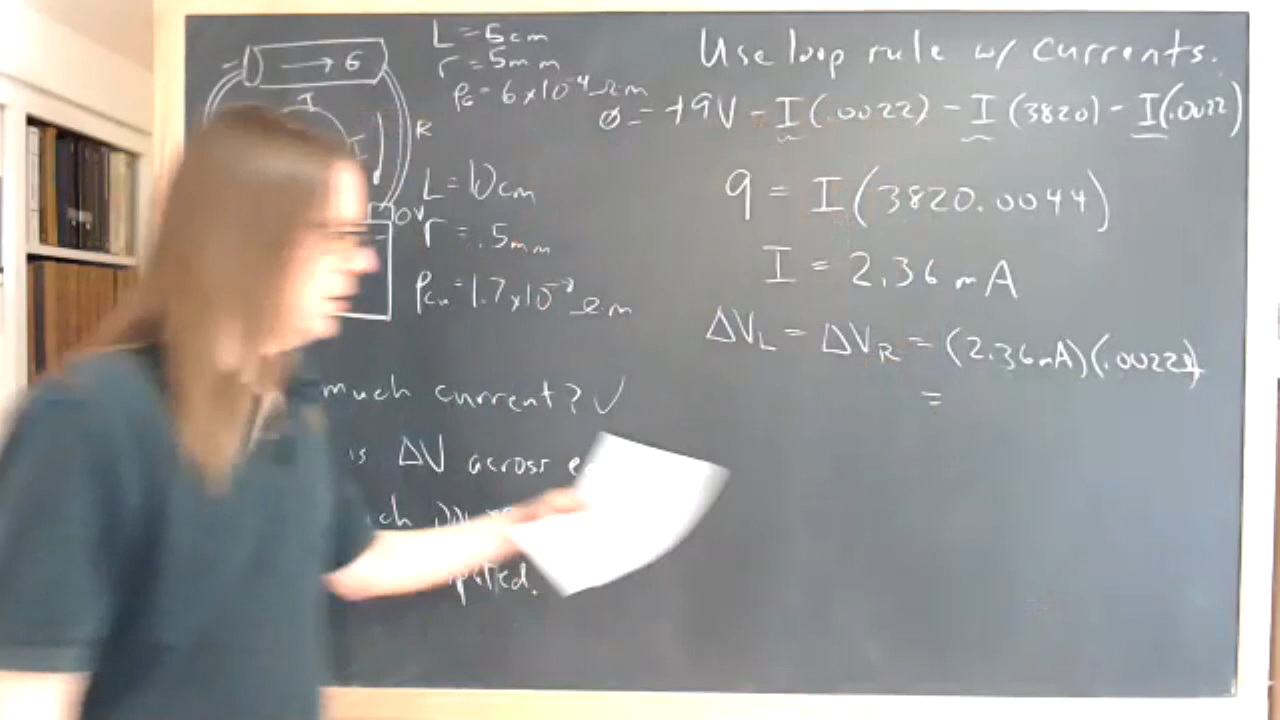 L = 5cm
r = 5mm
ρG = 6×10⁻⁴ Ωm
→ 6
I
I
R
0V
L = 10cm
r = .5mm
ρCu = 1.7×10⁻⁸ Ωm
much current? ✓
is ΔV across
Use loop rule w/ currents.
∅ = +9V - I(.0022) - I(3820) - I(.0022)
9 = I(3820.0044)
I = 2.36 mA
ΔVL = ΔVR = (2.36mA)(.0022)
=